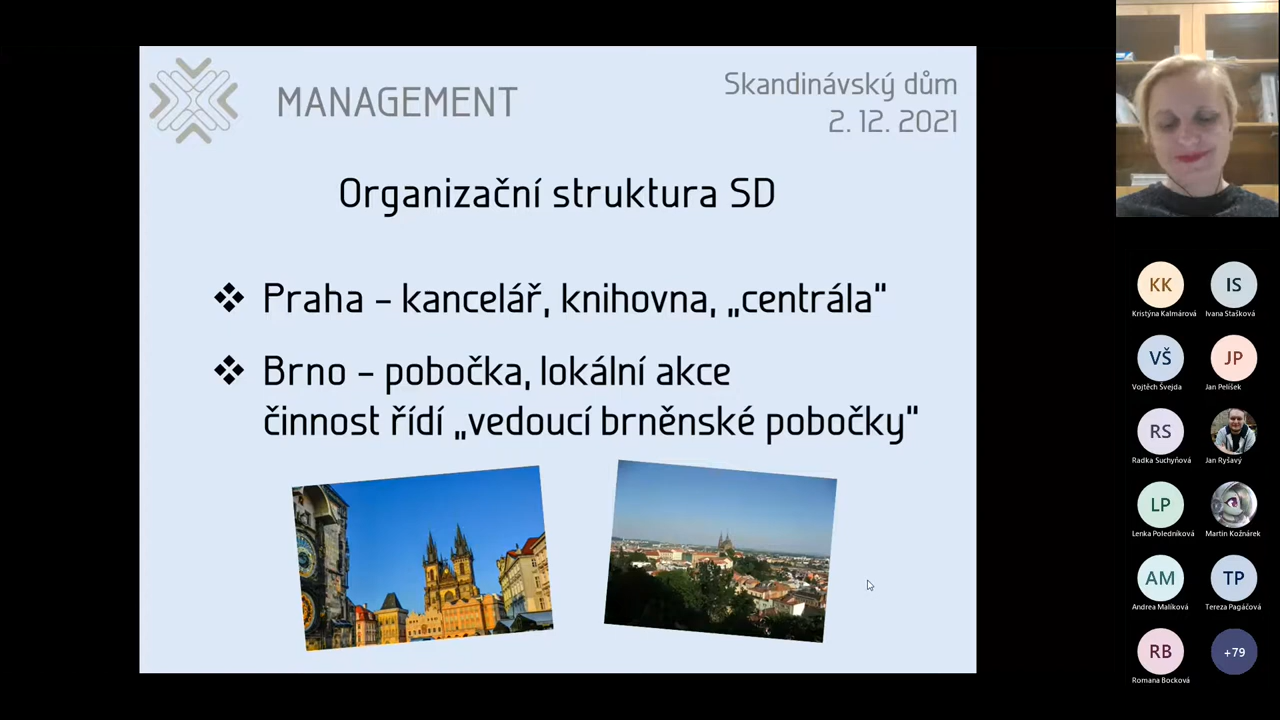 MANAGEMENT
Skandinávský dům
2. 12. 2021
Organizační struktura SD
Praha – kancelář, knihovna, „centrála“
Brno – pobočka, lokální akce
činnost řídí „vedoucí brněnské pobočky“
KK
Kristýna Kalmárová
IS
Ivana Stašková
VŠ
Vojtěch Švejda
JP
Jan Pelíšek
RS
Radka Suchyňová
Jan Ryšavý
LP
Lenka Poledníková
Martin Kožnárek
AM
Andrea Malíková
TP
Tereza Pagáčová
RB
Romana Bocková
+79